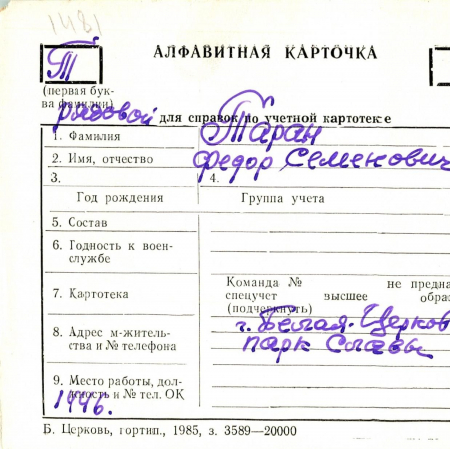 1481
АЛФАВИТНАЯ КАРТОЧКА
Т
(первая бук-
ва фамилии)
рядовой для справок по учетной картотеке
1. Фамилия Таран
2. Имя, отчество Федор Семенович
3. 4.
Год рождения Группа учета
5. Состав
6. Годность к воен-
службе
Команда № не предна
7. Картотека спецучет высшее образ
(подчеркнуть)
8. Адрес м-житель- г. Белая-Церков
ства и № телефона парк Славы
9. Место работы, дол-
жность и № тел. ОК
1946.
Б. Церковь, гортип., 1985, з. 3589—20000